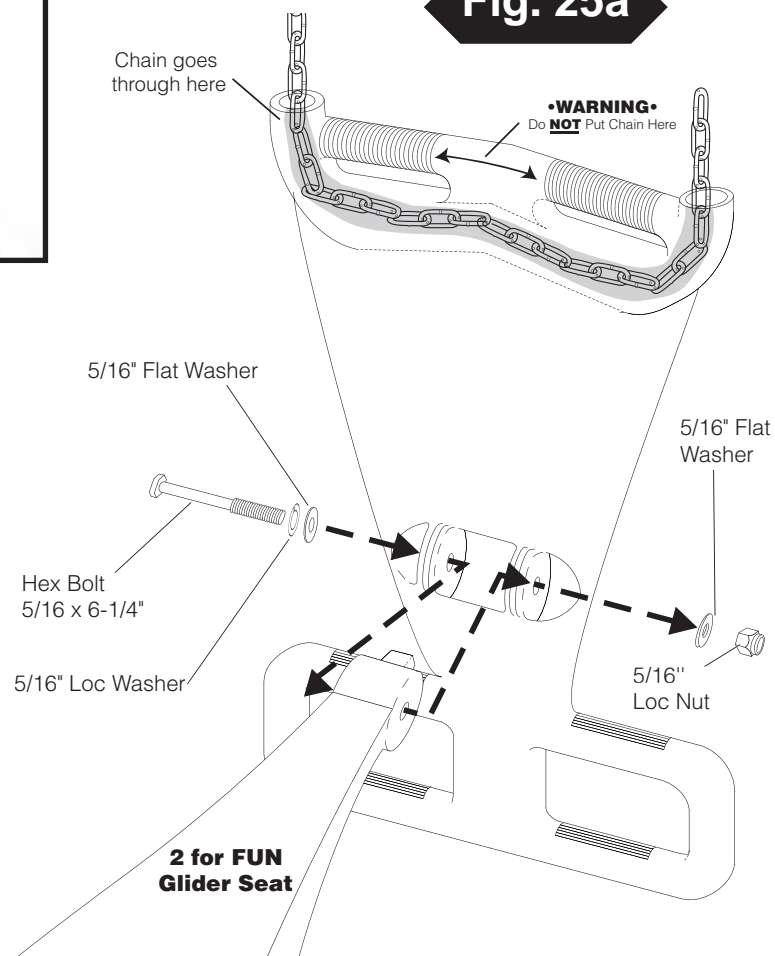 Fig. 25a
Chain goes
through here
•WARNING•
Do NOT Put Chain Here
5/16" Flat Washer
5/16" Flat
Washer
Hex Bolt
5/16 x 6-1/4"
5/16" Loc Washer
5/16''
Loc Nut
2 for FUN
Glider Seat